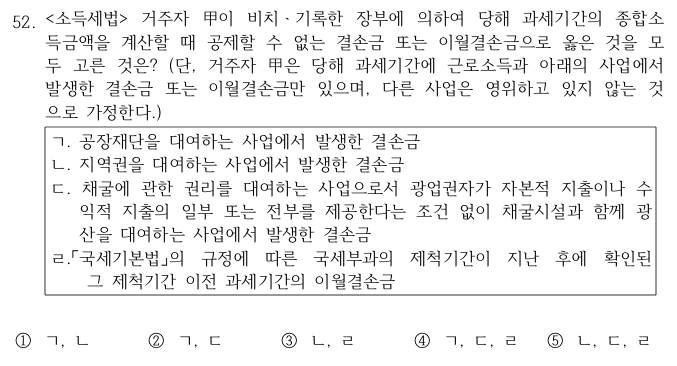 52. <소득세법> 거주자 甲이 비치ㆍ기록한 장부에 의하여 당해 과세기간의 종합소
득금액을 계산할 때 공제할 수 없는 결손금 또는 이월결손금으로 옳은 것을 모
두 고른 것은? (단, 거주자 甲은 당해 과세기간에 근로소득과 아래의 사업에서
발생한 결손금 또는 이월결손금만 있으며, 다른 사업은 영위하고 있지 않는 것
으로 가정한다.)
ㄱ. 공장재단을 대여하는 사업에서 발생한 결손금
ㄴ. 지역권을 대여하는 사업에서 발생한 결손금
ㄷ. 채굴에 관한 권리를 대여하는 사업으로서 광업권자가 자본적 지출이나 수
익적 지출의 일부 또는 전부를 제공한다는 조건 없이 채굴시설과 함께 광
산을 대여하는 사업에서 발생한 결손금
ㄹ.「국세기본법」의 규정에 따른 국세부과의 제척기간이 지난 후에 확인된
그 제척기간 이전 과세기간의 이월결손금
① ㄱ, ㄴ ② ㄱ, ㄷ ③ ㄴ, ㄹ ④ ㄱ, ㄷ, ㄹ ⑤ ㄴ, ㄷ, ㄹ